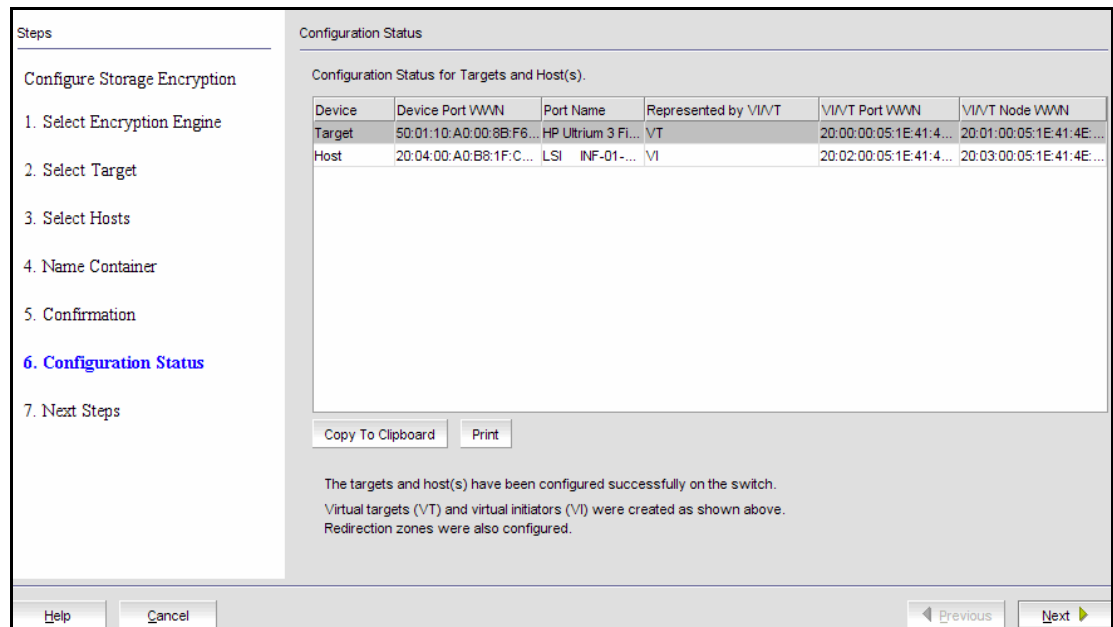 Steps
Configure Storage Encryption
1. Select Encryption Engine
2. Select Target
3. Select Hosts
4. Name Container
5. Confirmation
6. Configuration Status
7. Next Steps
Configuration Status
Configuration Status for Targets and Host(s).
Device Device Port WWN Port Name Represented by VI/VT VI/VT Port WWN VI/VT Node WWN
Target 50:01:10:A0:00:8B:F6... HP Ultrium 3 Fi... VT 20:00:00:05:1E:41:4... 20:01:00:05:1E:41:4E:...
Host 20:04:00:A0:B8:1F:C... LSI INF-01-... VI 20:02:00:05:1E:41:4... 20:03:00:05:1E:41:4E:...
Copy To Clipboard Print
The targets and host(s) have been configured successfully on the switch.
Virtual targets (VT) and virtual initiators (VI) were created as shown above.
Redirection zones were also configured.
Help Cancel Previous Next